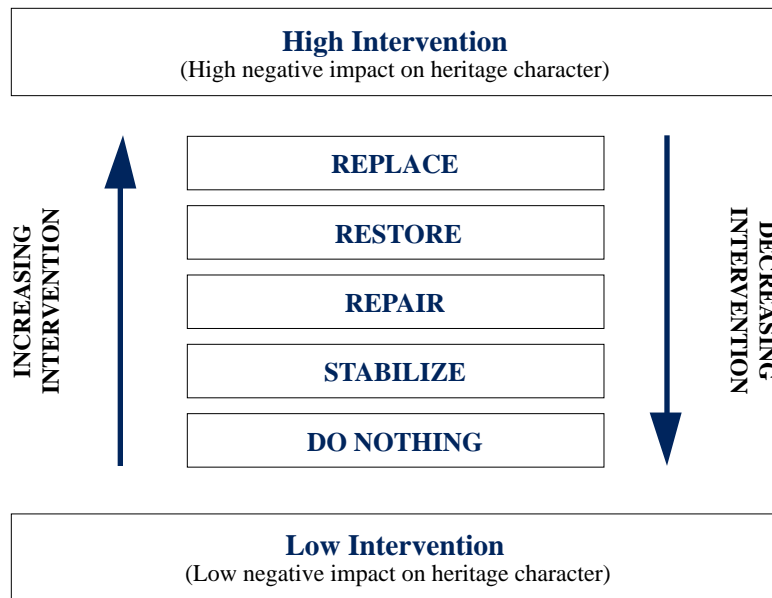 High Intervention
(High negative impact on heritage character)
INCREASING
INTERVENTION
REPLACE
RESTORE
REPAIR
STABILIZE
DO NOTHING
DECREASING
INTERVENTION
Low Intervention
(Low negative impact on heritage character)